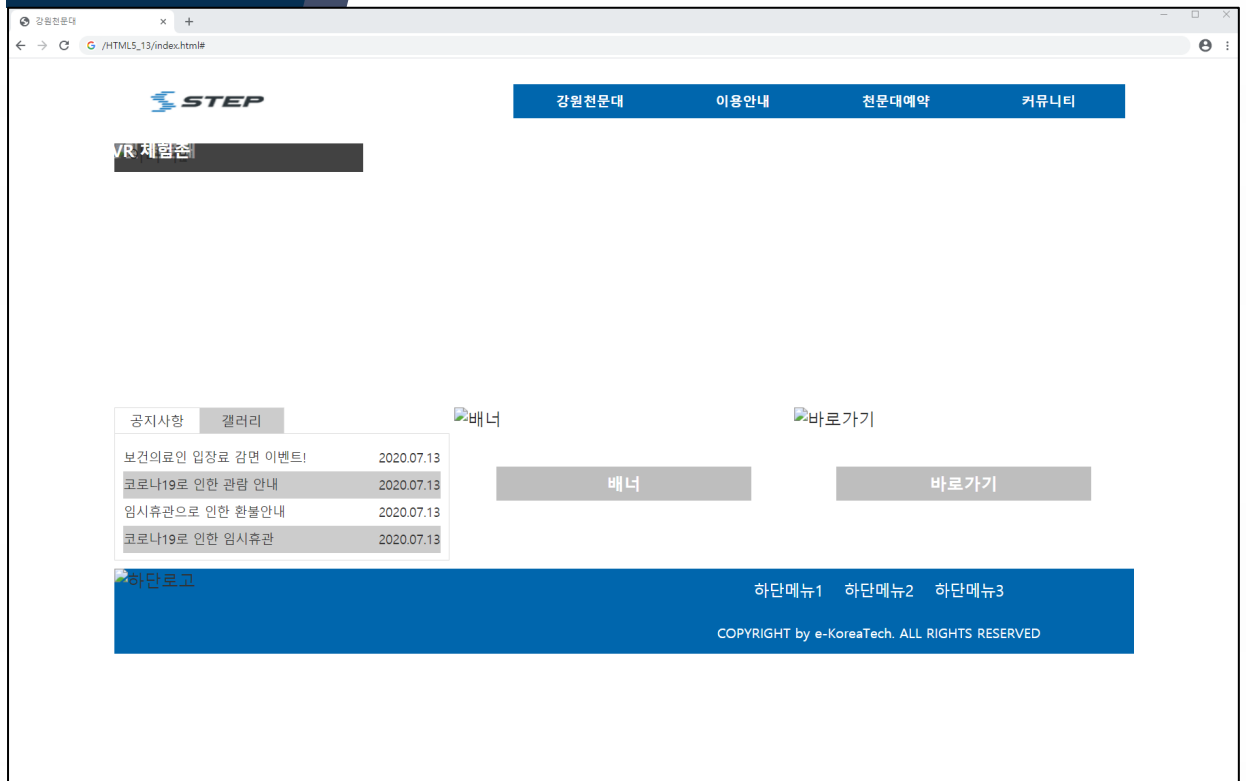 강원천문대
/HTML5_13/index.html#
STEP
강원천문대 이용안내 천문대예약 커뮤니티
VR 체험존
공지사항 갤러리
보건의료인 입장료 감면 이벤트! 2020.07.13
코로나19로 인한 관람 안내 2020.07.13
임시휴관으로 인한 환불안내 2020.07.13
코로나19로 인한 임시휴관 2020.07.13
배너
배너
바로가기
바로가기
하단로고
하단메뉴1 하단메뉴2 하단메뉴3
COPYRIGHT by e-KoreaTech. ALL RIGHTS RESERVED